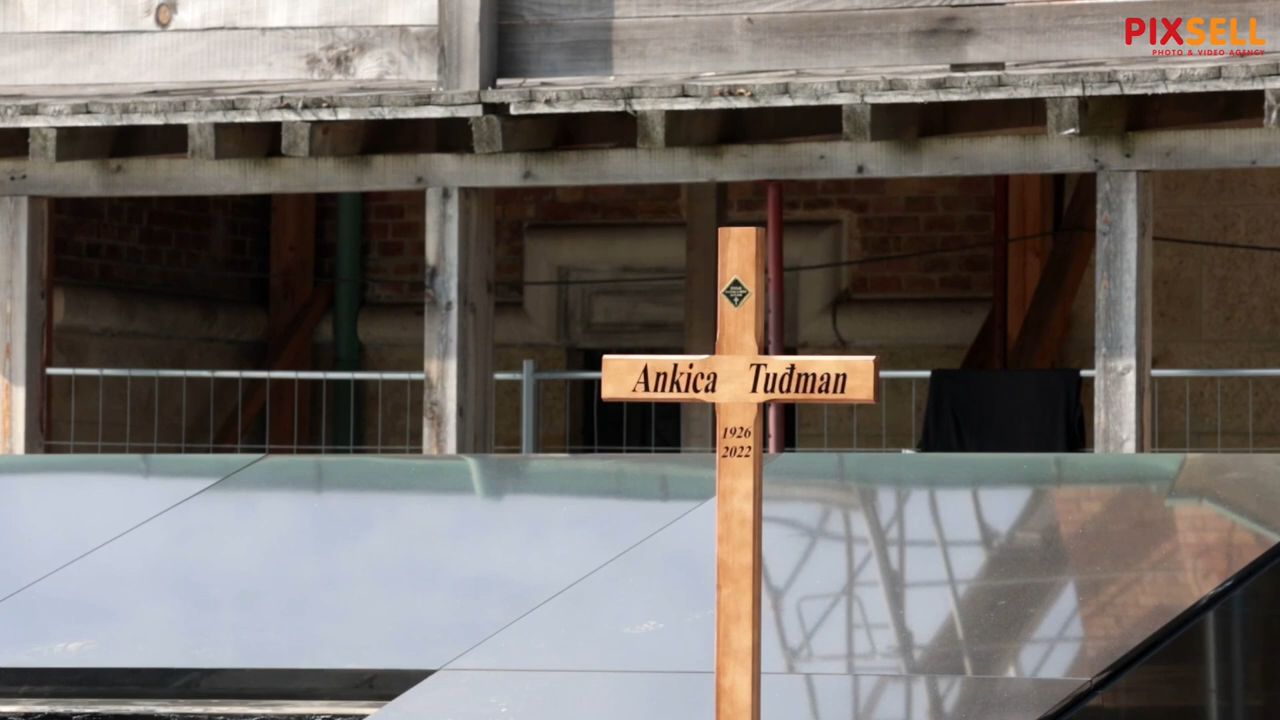 PIXSELL
PHOTO & VIDEO AGENCY
Ankica Tuđman
1926
2022